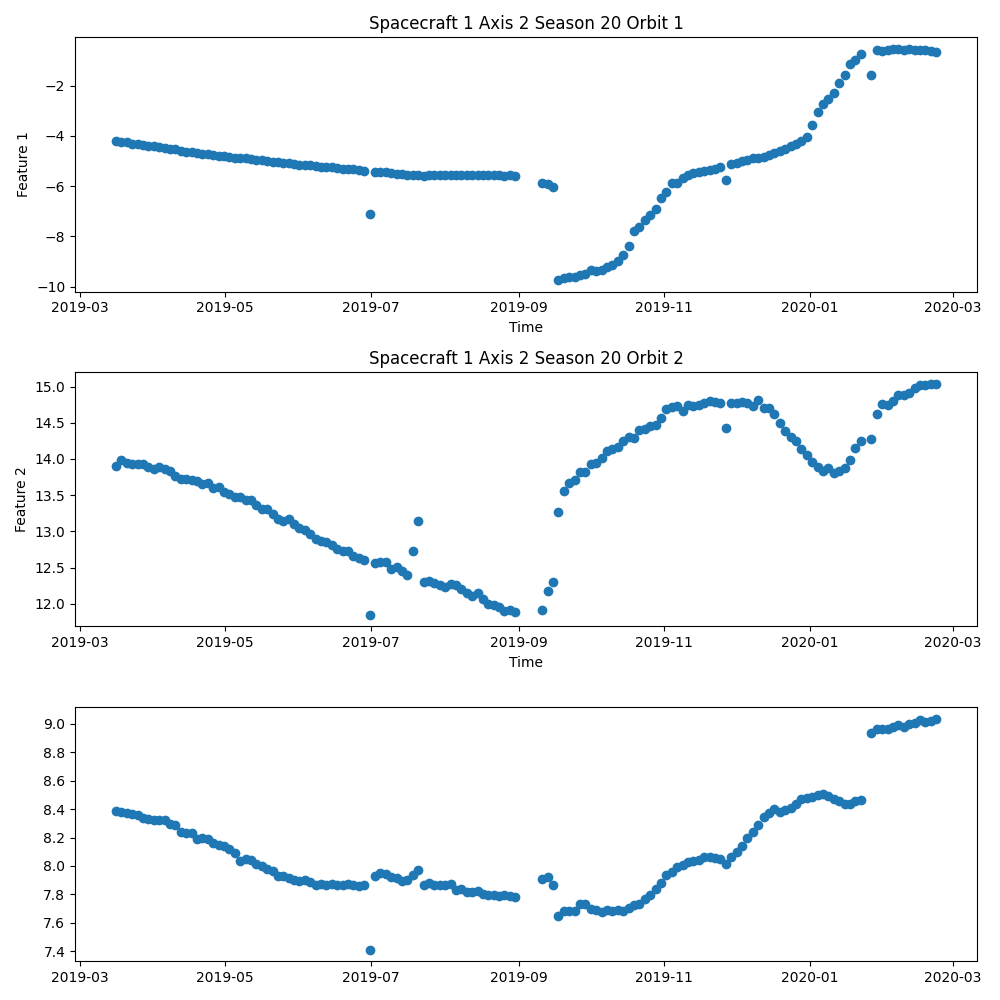 Spacecraft 1 Axis 2 Season 20 Orbit 1
Feature 1
−2
−4
−6
−8
−10
2019-03 2019-05 2019-07 2019-09 2019-11 2020-01 2020-03
Time
Spacecraft 1 Axis 2 Season 20 Orbit 2
Feature 2
15.0
14.5
14.0
13.5
13.0
12.5
12.0
2019-03 2019-05 2019-07 2019-09 2019-11 2020-01 2020-03
Time
9.0
8.8
8.6
8.4
8.2
8.0
7.8
7.6
7.4
2019-03 2019-05 2019-07 2019-09 2019-11 2020-01 2020-03